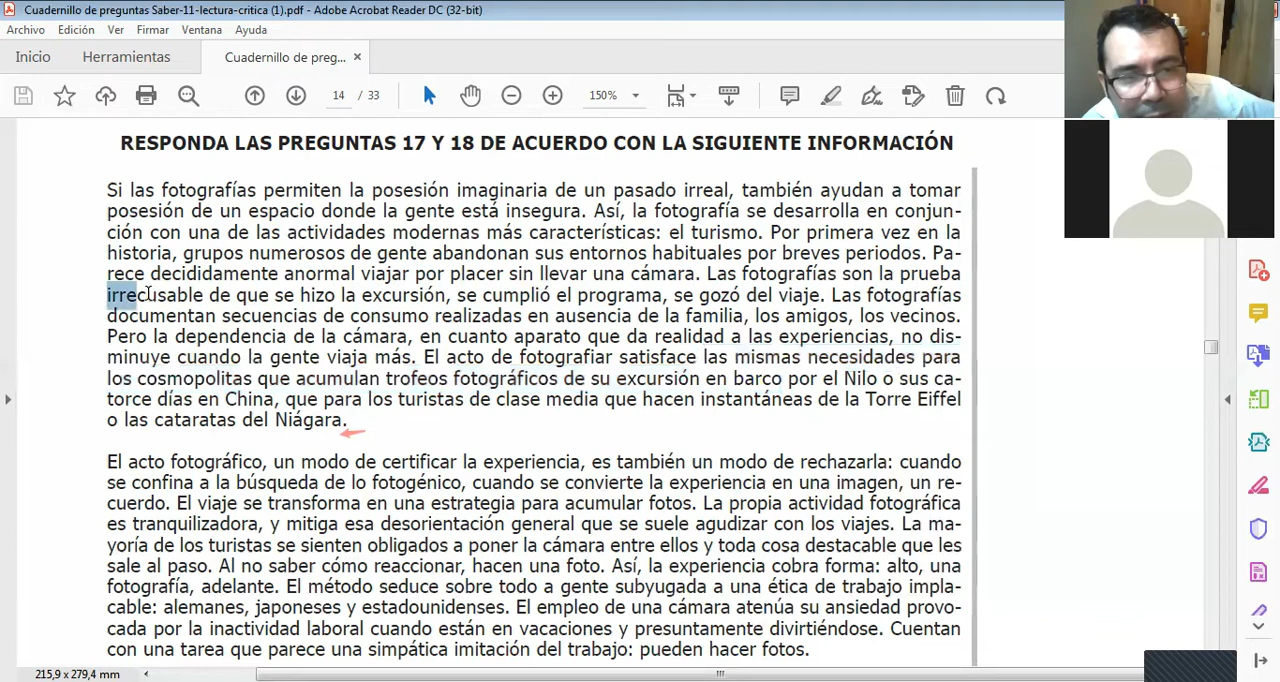 Cuadernillo de preguntas Saber-11-lectura-critica (1).pdf - Adobe Acrobat Reader DC (32-bit)
Archivo Edición Ver Firmar Ventana Ayuda
Inicio Herramientas Cuadernillo de preg... ×
14 / 33 150%
RESPONDA LAS PREGUNTAS 17 Y 18 DE ACUERDO CON LA SIGUIENTE INFORMACIÓN
Si las fotografías permiten la posesión imaginaria de un pasado irreal, también ayudan a tomar
posesión de un espacio donde la gente está insegura. Así, la fotografía se desarrolla en conjun-
ción con una de las actividades modernas más características: el turismo. Por primera vez en la
historia, grupos numerosos de gente abandonan sus entornos habituales por breves periodos. Pa-
rece decididamente anormal viajar por placer sin llevar una cámara. Las fotografías son la prueba
irrecusable de que se hizo la excursión, se cumplió el programa, se gozó del viaje. Las fotografías
documentan secuencias de consumo realizadas en ausencia de la familia, los amigos, los vecinos.
Pero la dependencia de la cámara, en cuanto aparato que da realidad a las experiencias, no dis-
minuye cuando la gente viaja más. El acto de fotografiar satisface las mismas necesidades para
los cosmopolitas que acumulan trofeos fotográficos de su excursión en barco por el Nilo o sus ca-
torce días en China, que para los turistas de clase media que hacen instantáneas de la Torre Eiffel
o las cataratas del Niágara.
El acto fotográfico, un modo de certificar la experiencia, es también un modo de rechazarla: cuando
se confina a la búsqueda de lo fotogénico, cuando se convierte la experiencia en una imagen, un re-
cuerdo. El viaje se transforma en una estrategia para acumular fotos. La propia actividad fotográfica
es tranquilizadora, y mitiga esa desorientación general que se suele agudizar con los viajes. La ma-
yoría de los turistas se sienten obligados a poner la cámara entre ellos y toda cosa destacable que les
sale al paso. Al no saber cómo reaccionar, hacen una foto. Así, la experiencia cobra forma: alto, una
fotografía, adelante. El método seduce sobre todo a gente subyugada a una ética de trabajo impla-
cable: alemanes, japoneses y estadounidenses. El empleo de una cámara atenúa su ansiedad provo-
cada por la inactividad laboral cuando están en vacaciones y presuntamente divirtiéndose. Cuentan
con una tarea que parece una simpática imitación del trabajo: pueden hacer fotos.
215,9 x 279,4 mm